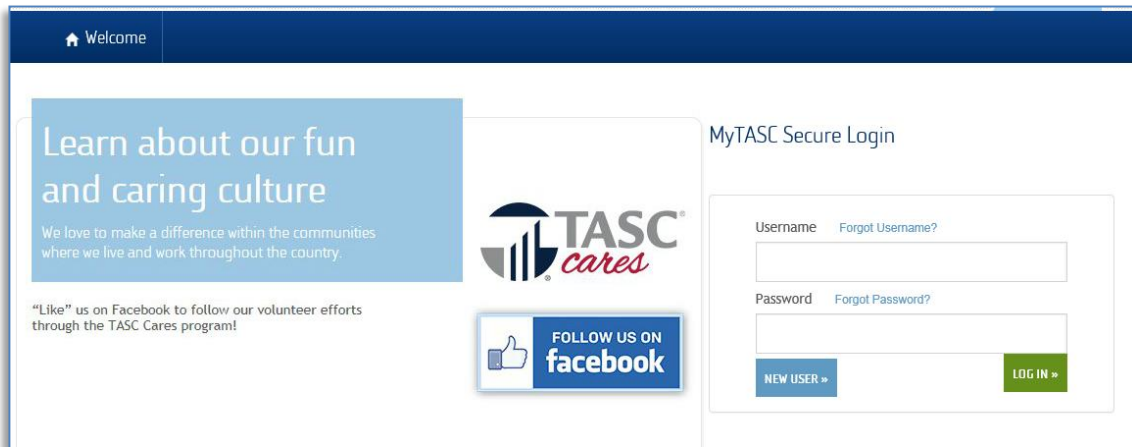 Welcome
Learn about our fun
and caring culture
We love to make a difference within the communities
where we live and work throughout the country.
"Like" us on Facebook to follow our volunteer efforts
through the TASC Cares program!
TASC®
cares
FOLLOW US ON
facebook
MyTASC Secure Login
Username Forgot Username?
Password Forgot Password?
NEW USER »
LOG IN »